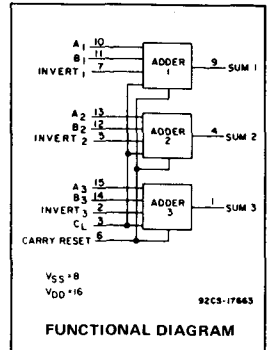 A1 10
B1 11
INVERT1 7
ADDER 1
9 SUM 1
A2 13
B2 12
INVERT2 5
ADDER 2
4 SUM 2
A3 15
B3 14
INVERT3 2
CL 3
CARRY RESET 6
ADDER 3
1 SUM 3
VSS = 8
VDD = 16
92CS-17663
FUNCTIONAL DIAGRAM